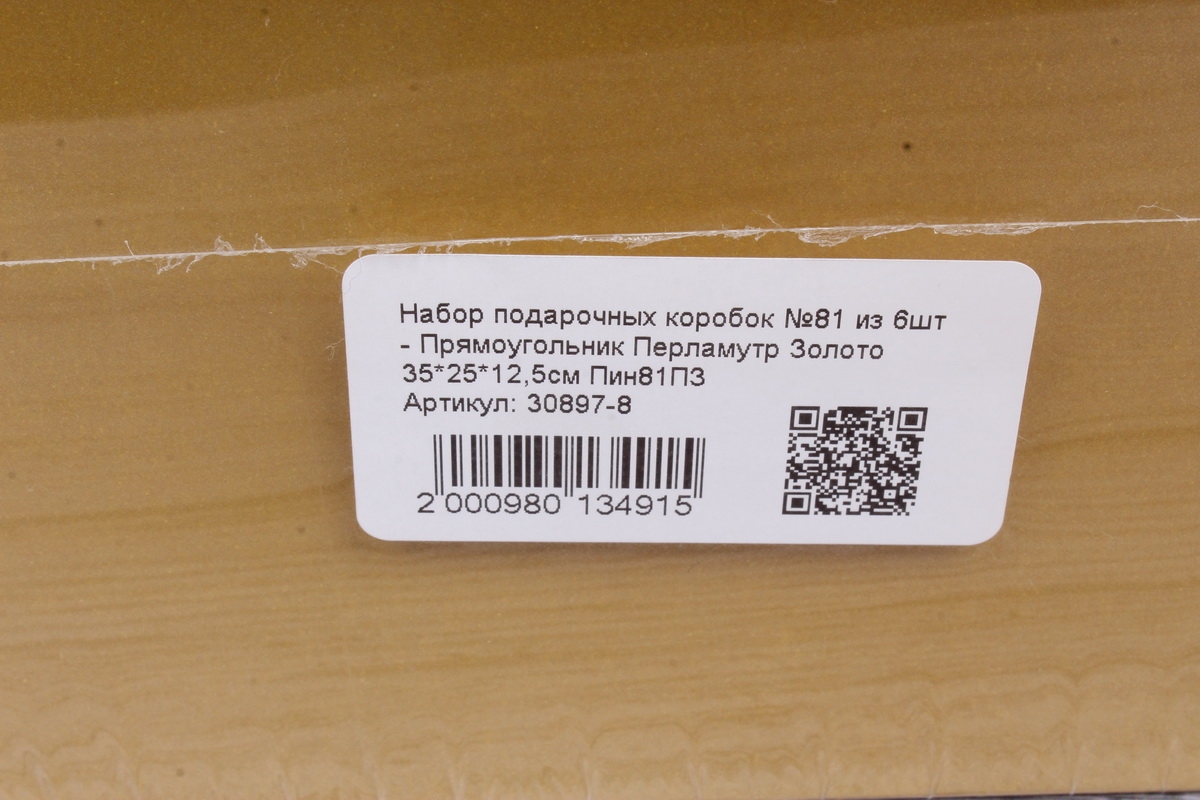 Набор подарочных коробок №81 из 6шт
- Прямоугольник Перламутр Золото
35*25*12,5см Пин81ПЗ
Артикул: 30897-8
2 000980 134915